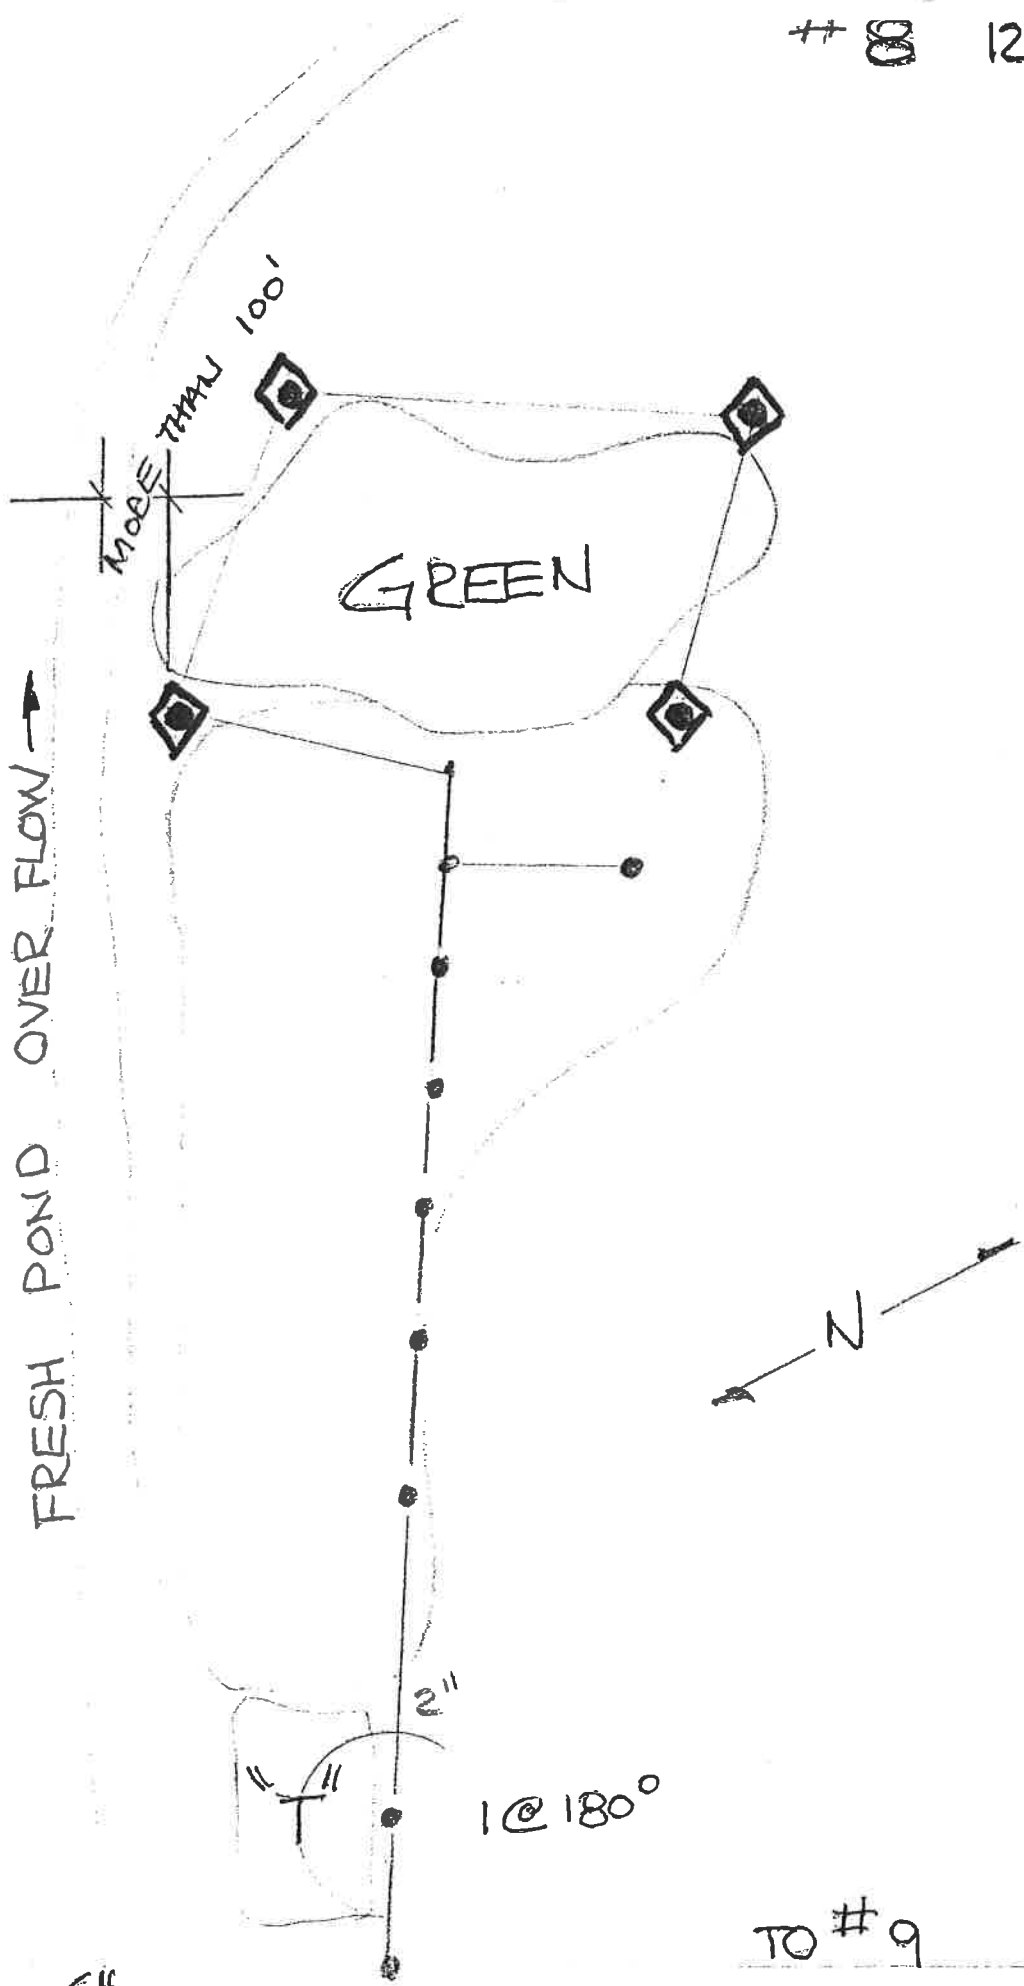 # 8 12
MORE THAN 100'
GREEN
FRESH POND OVER FLOW
N
2"
"T"
1 @ 180°
TO # 9